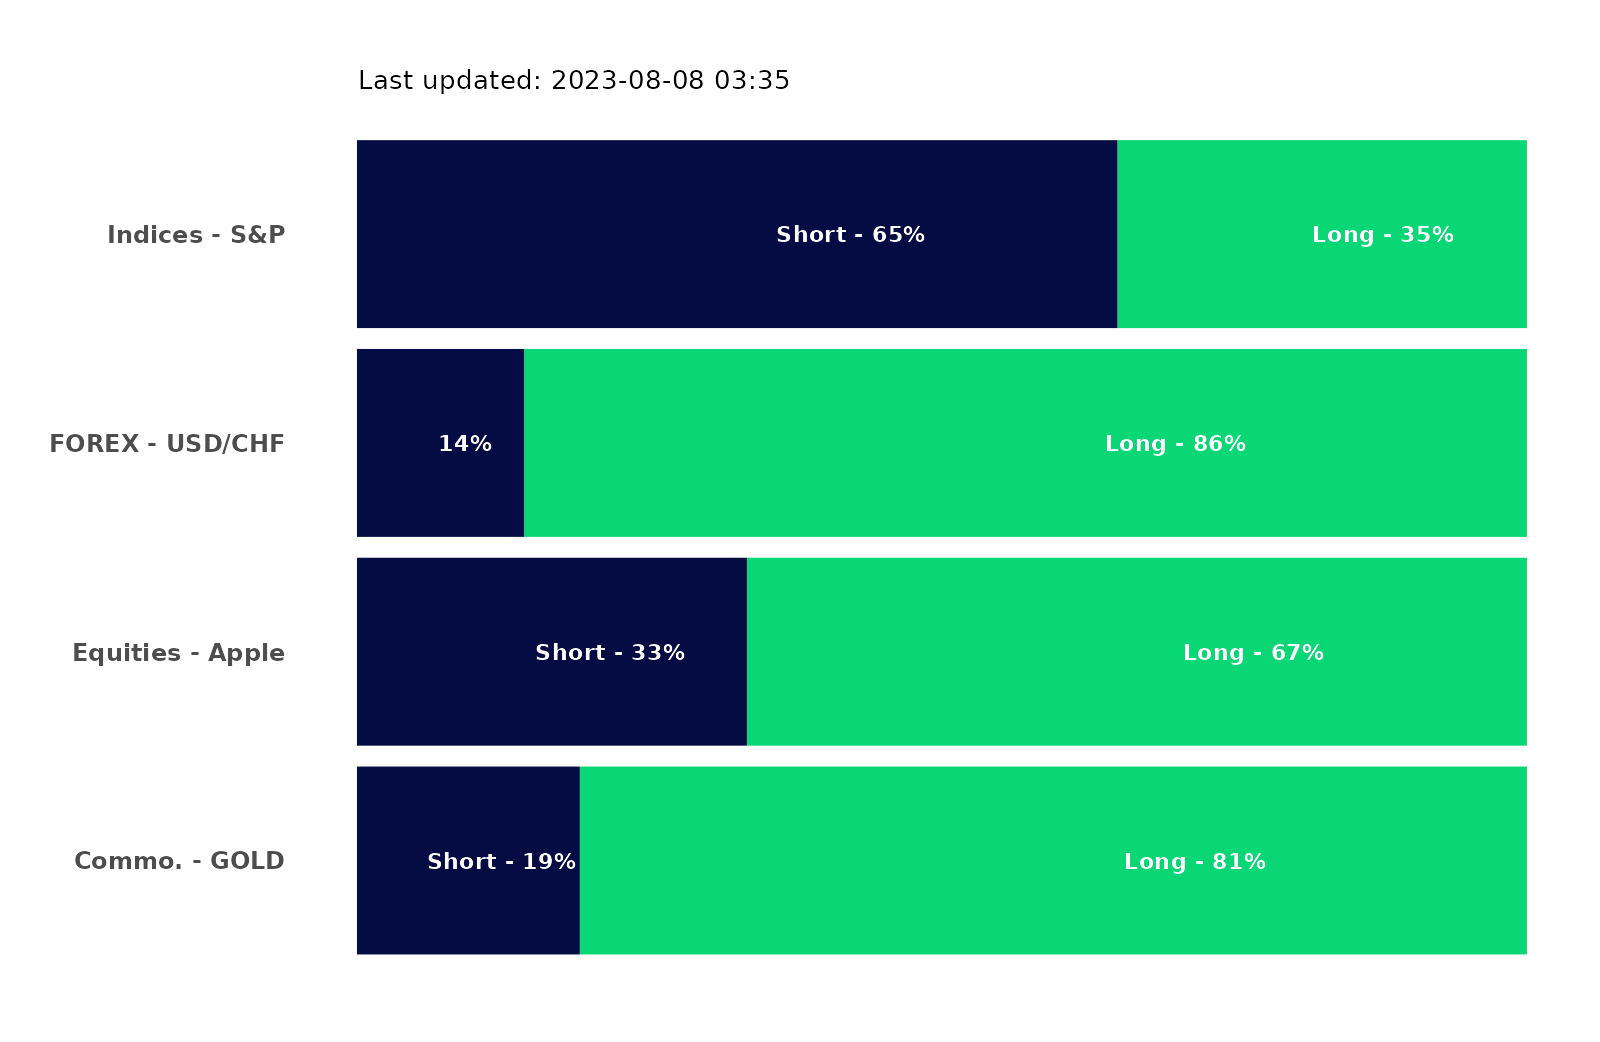 Last updated: 2023-08-08 03:35
Indices - S&P
Short - 65%
Long - 35%
FOREX - USD/CHF
14%
Long - 86%
Equities - Apple
Short - 33%
Long - 67%
Commo. - GOLD
Short - 19%
Long - 81%